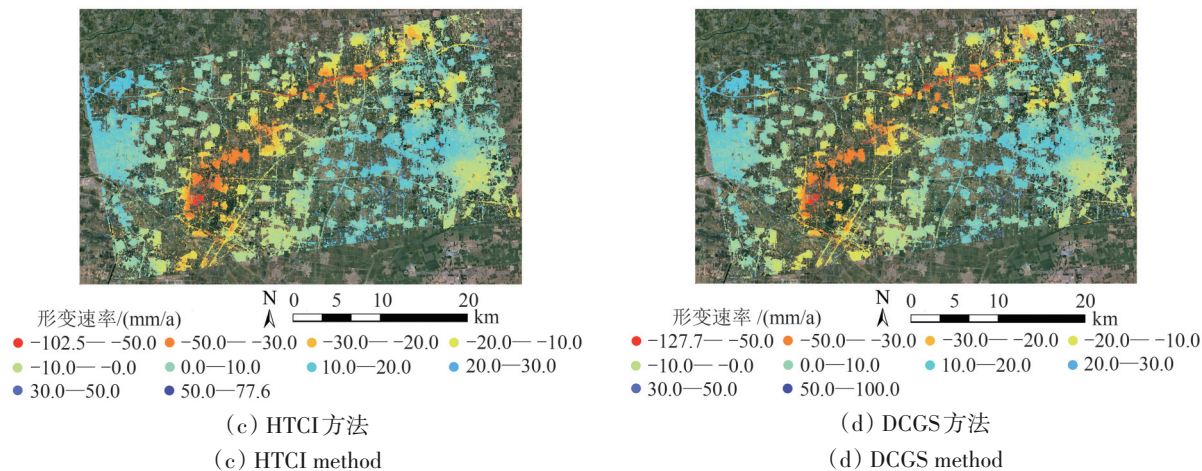 N
0 5 10 20
km
形变速率/(mm/a)
-102.5— -50.0 -50.0— -30.0 -30.0— -20.0 -20.0— -10.0
-10.0— -0.0 0.0—10.0 10.0—20.0 20.0—30.0
30.0—50.0 50.0—77.6
(c) HTCI方法
(c) HTCI method
N
0 5 10 20
km
形变速率 /(mm/a)
-127.7— -50.0 -50.0— -30.0 -30.0— -20.0 -20.0— -10.0
-10.0— -0.0 0.0—10.0 10.0—20.0 20.0—30.0
30.0—50.0 50.0—100.0
(d) DCGS方法
(d) DCGS method